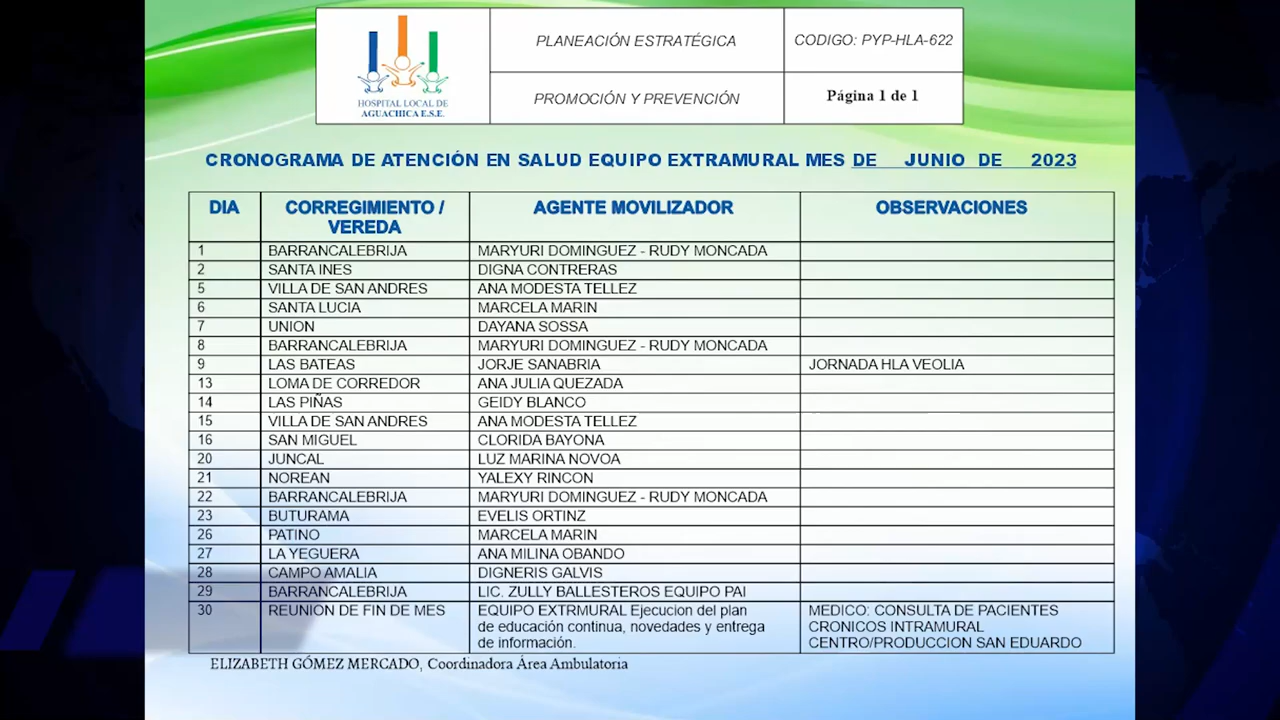 HOSPITAL LOCAL DE
AGUACHICA E.S.E.
PLANEACIÓN ESTRATÉGICA
CODIGO: PYP-HLA-622
PROMOCIÓN Y PREVENCIÓN
Página 1 de 1
CRONOGRAMA DE ATENCIÓN EN SALUD EQUIPO EXTRAMURAL MES DE JUNIO DE 2023
DIA CORREGIMIENTO / VEREDA AGENTE MOVILIZADOR OBSERVACIONES
1 BARRANCALEBRIJA MARYURI DOMINGUEZ - RUDY MONCADA
2 SANTA INES DIGNA CONTRERAS
5 VILLA DE SAN ANDRES ANA MODESTA TELLEZ
6 SANTA LUCIA MARCELA MARIN
7 UNION DAYANA SOSSA
8 BARRANCALEBRIJA MARYURI DOMINGUEZ - RUDY MONCADA
9 LAS BATEAS JORJE SANABRIA JORNADA HLA VEOLIA
13 LOMA DE CORREDOR ANA JULIA QUEZADA
14 LAS PIÑAS GEIDY BLANCO
15 VILLA DE SAN ANDRES ANA MODESTA TELLEZ
16 SAN MIGUEL CLORIDA BAYONA
20 JUNCAL LUZ MARINA NOVOA
21 NOREAN YALEXY RINCON
22 BARRANCALEBRIJA MARYURI DOMINGUEZ - RUDY MONCADA
23 BUTURAMA EVELIS ORTINZ
26 PATINO MARCELA MARIN
27 LA YEGUERA ANA MILINA OBANDO
28 CAMPO AMALIA DIGNERIS GALVIS
29 BARRANCALEBRIJA LIC. ZULLY BALLESTEROS EQUIPO PAI
30 REUNION DE FIN DE MES EQUIPO EXTRMURAL Ejecucion del plan MEDICO: CONSULTA DE PACIENTES
de educación continua, novedades y entrega CRONICOS INTRAMURAL
de información. CENTRO/PRODUCCION SAN EDUARDO
ELIZABETH GÓMEZ MERCADO, Coordinadora Área Ambulatoria